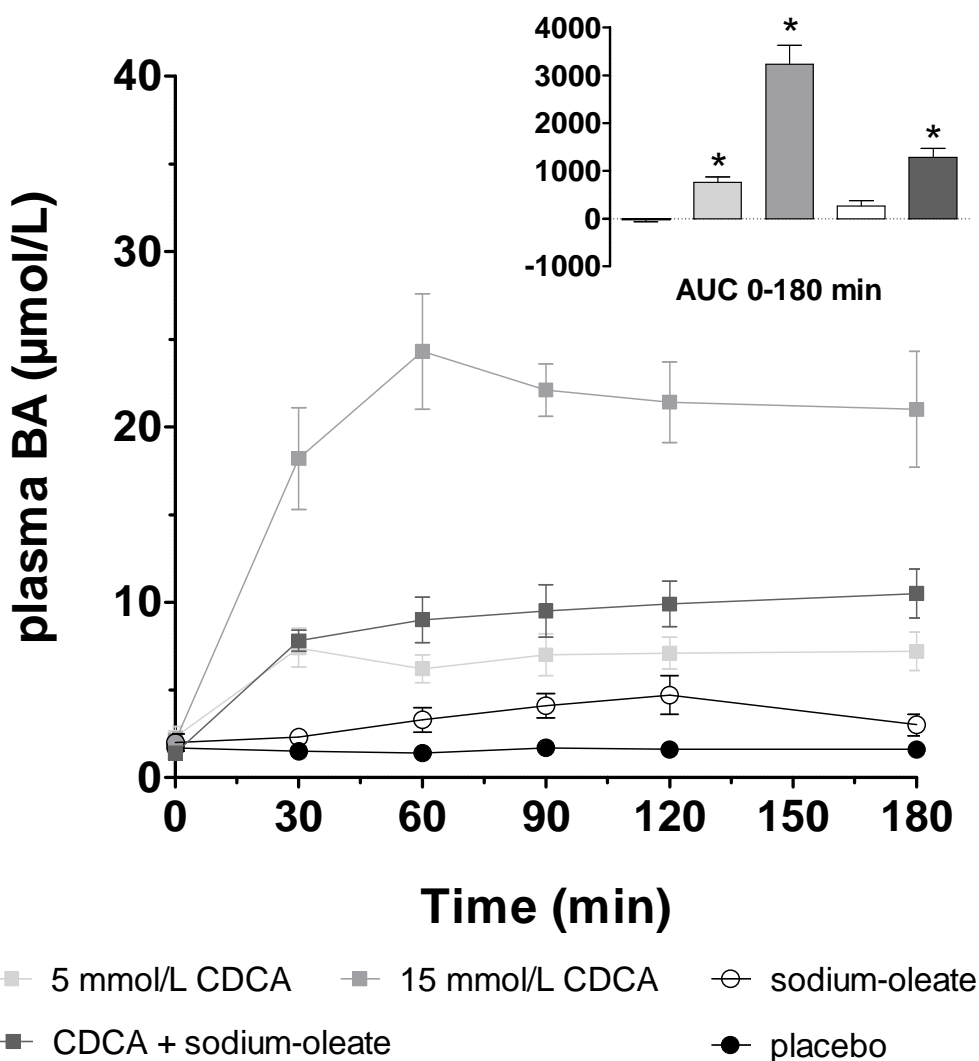 4000
3000
2000
1000
0
-1000
*
*
*
*
AUC 0-180 min
40
30
20
10
0
plasma BA (µmol/L)
0 30 60 90 120 150 180
Time (min)
5 mmol/L CDCA 15 mmol/L CDCA sodium-oleate
CDCA + sodium-oleate placebo